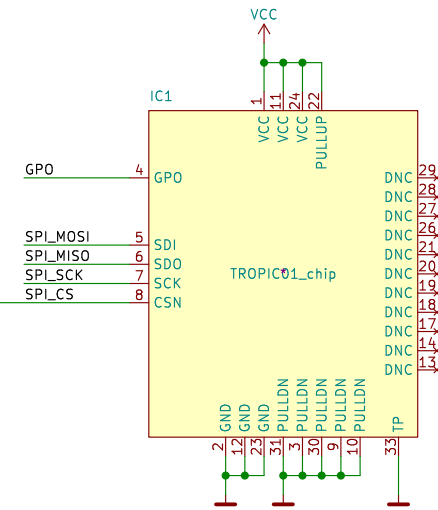 VCC
IC1
1
11
24
22
VCC
VCC
VCC
PULLUP
GPO
4
GPO
SPI_MOSI
5
SDI
SPI_MISO
6
SDO
SPI_SCK
7
SCK
SPI_CS
8
CSN
TROPIC01_chip
DNC
29
DNC
28
DNC
27
DNC
26
DNC
21
DNC
20
DNC
19
DNC
18
DNC
17
DNC
14
DNC
13
GND
GND
GND
PULLDN
PULLDN
PULLDN
PULLDN
PULLDN
TP
2
12
23
31
3
30
9
10
33